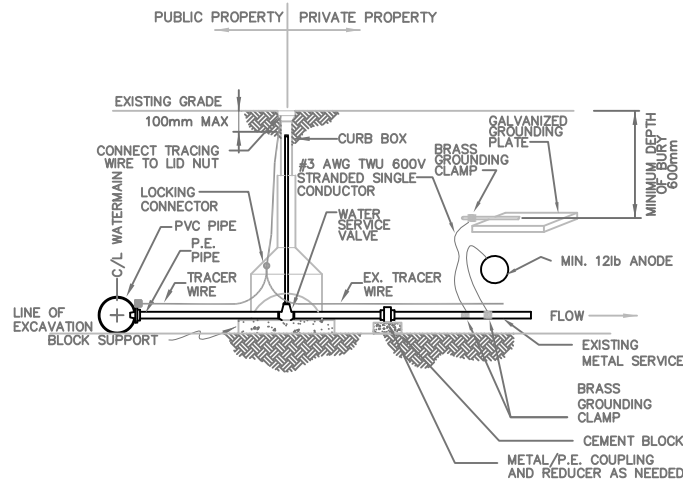 PUBLIC PROPERTY
PRIVATE PROPERTY
EXISTING GRADE
100mm MAX
CONNECT TRACING
WIRE TO LID NUT
CURB BOX
#3 AWG TWU 600V
STRANDED SINGLE
CONDUCTOR
BRASS
GROUNDING
CLAMP
GALVANIZED
GROUNDING
PLATE
MINIMUM DEPTH
OF BURY
600mm
LOCKING
CONNECTOR
C/L WATERMAIN
PVC PIPE
P.E.
PIPE
TRACER
WIRE
WATER
SERVICE
VALVE
EX. TRACER
WIRE
MIN. 12lb ANODE
LINE OF
EXCAVATION
BLOCK SUPPORT
FLOW
EXISTING
METAL SERVICE
BRASS
GROUNDING
CLAMP
CEMENT BLOCK
METAL/P.E. COUPLING
AND REDUCER AS NEEDED